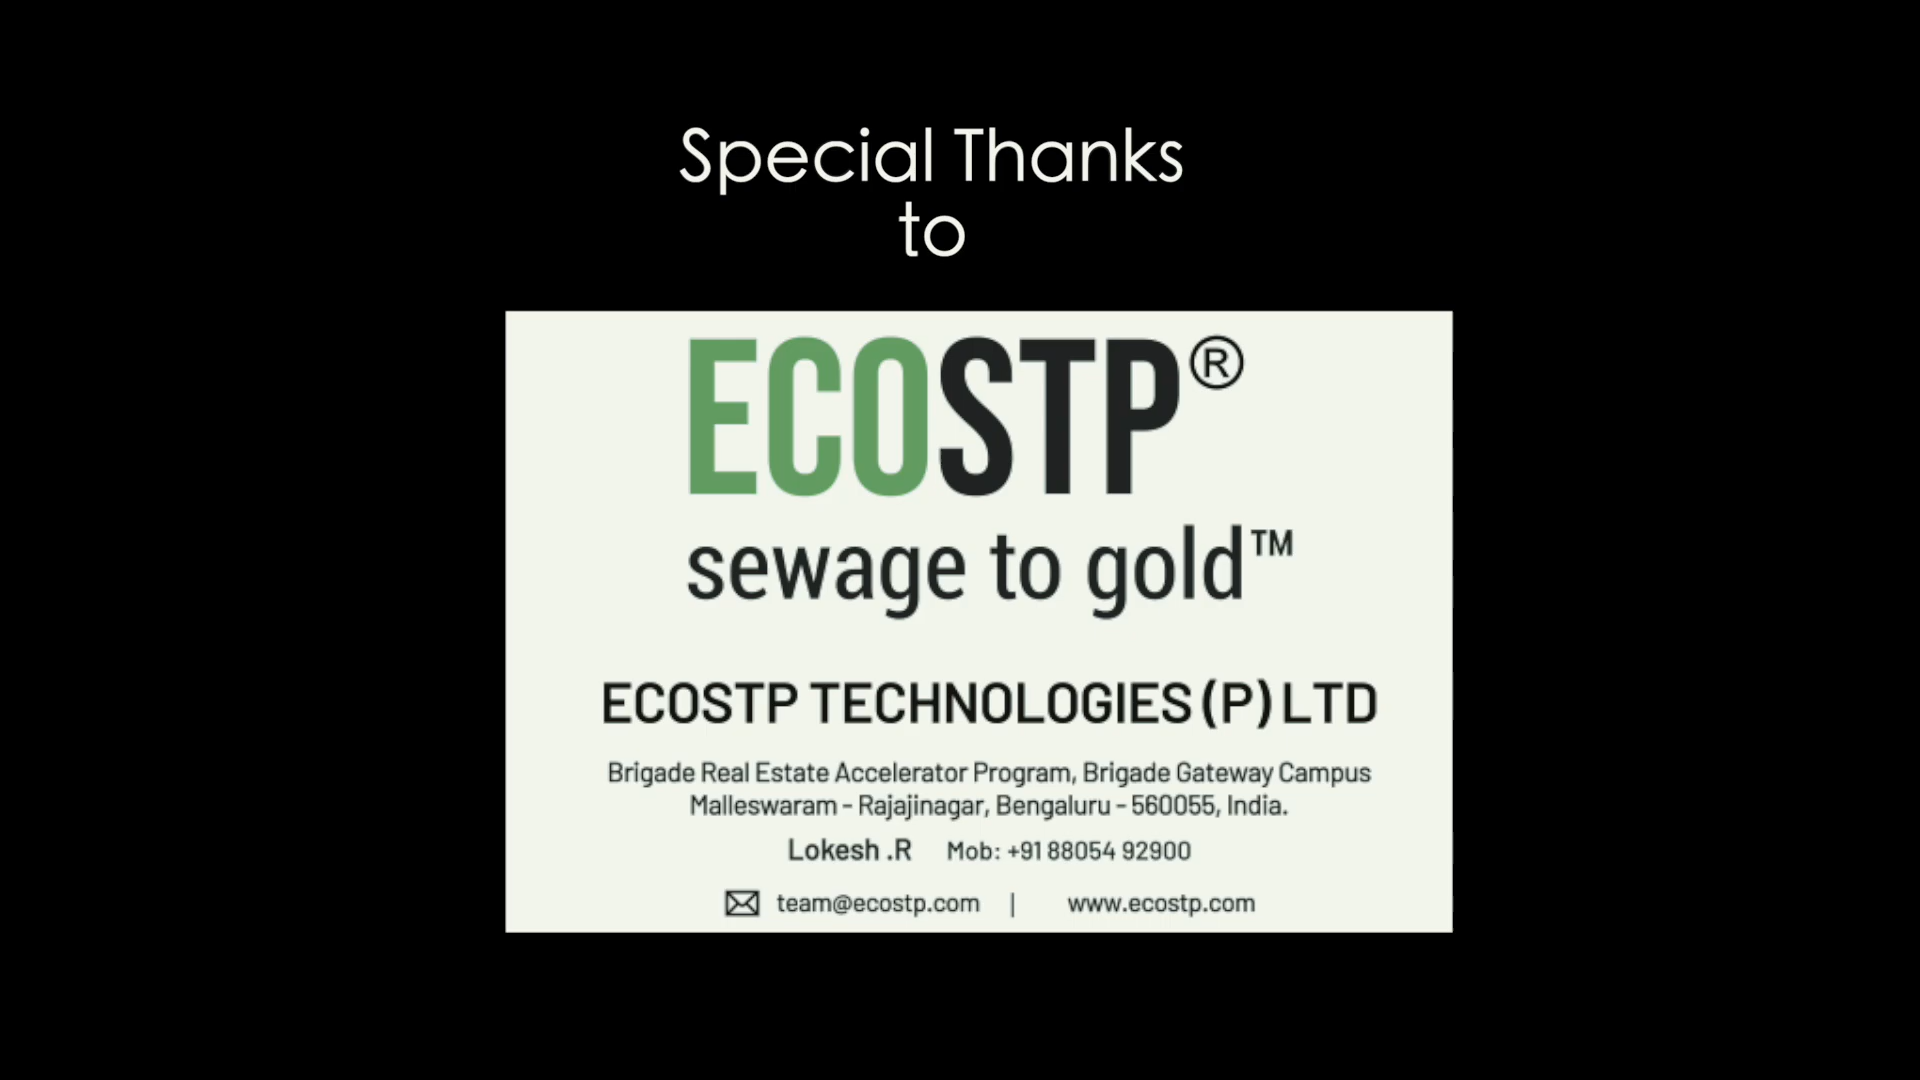 Special Thanks
to
ECOSTP®
sewage to gold™
ECOSTP TECHNOLOGIES (P) LTD
Brigade Real Estate Accelerator Program, Brigade Gateway Campus
Malleswaram - Rajajinagar, Bengaluru - 560055, India.
Lokesh .R Mob: +91 88054 92900
team@ecostp.com | www.ecostp.com